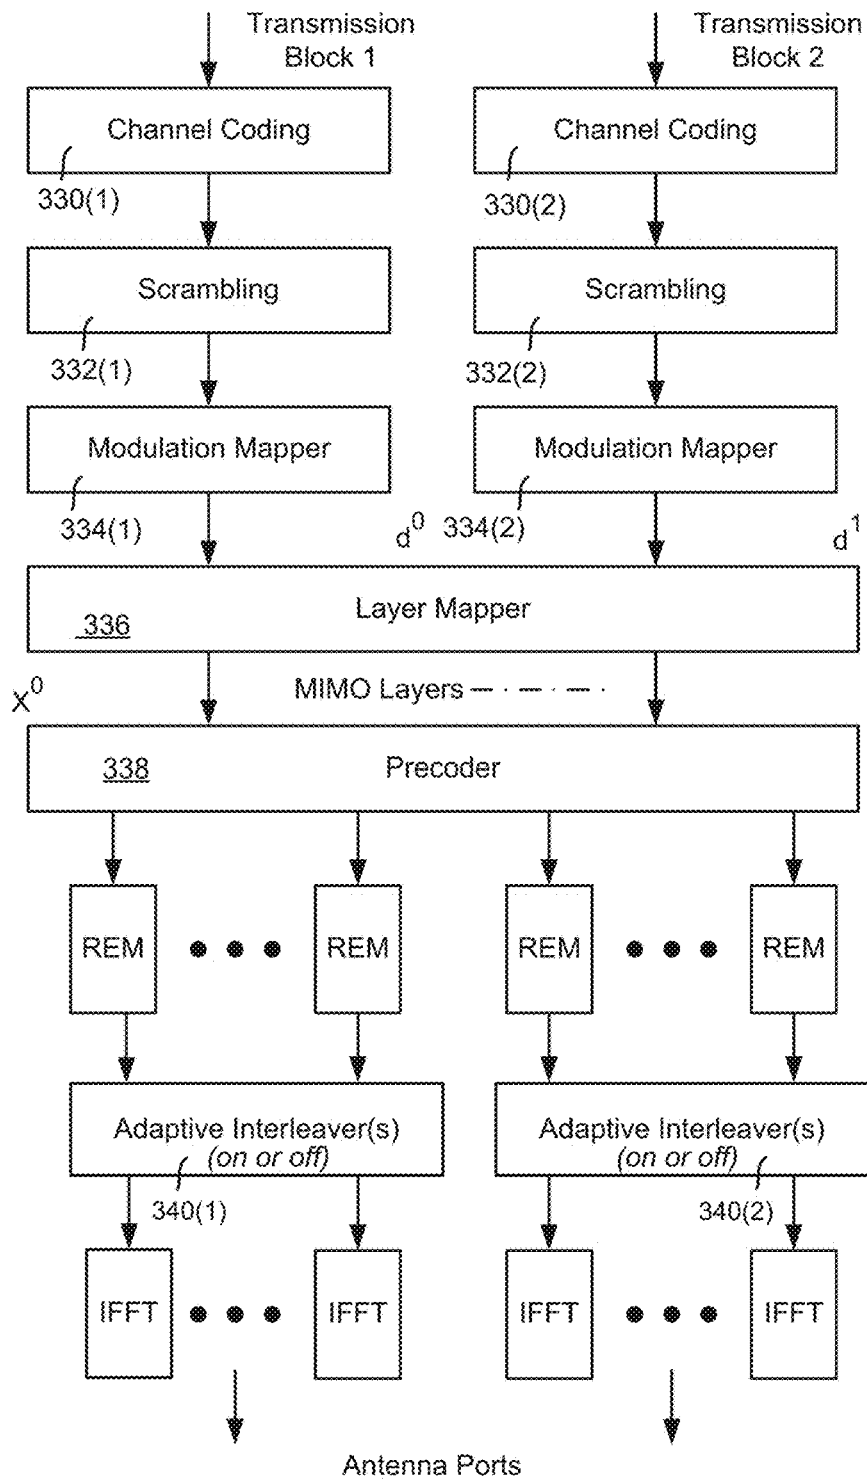 Transmission
Block 1
Transmission
Block 2
Channel Coding
Channel Coding
330(1)
330(2)
Scrambling
Scrambling
332(1)
332(2)
Modulation Mapper
Modulation Mapper
334(1)
d^0
334(2)
d^1
Layer Mapper
336
X^0
MIMO Layers
338
Precoder
REM
REM
REM
REM
Adaptive Interleaver(s)
(on or off)
Adaptive Interleaver(s)
(on or off)
340(1)
340(2)
IFFT
IFFT
IFFT
IFFT
Antenna Ports